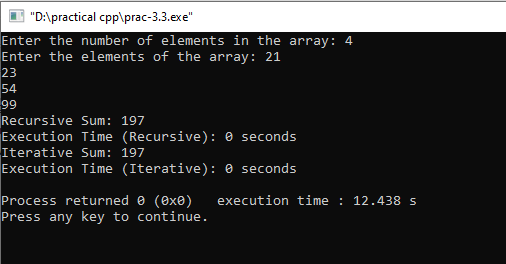 "D:\practical cpp\prac-3.3.exe"
Enter the number of elements in the array: 4
Enter the elements of the array: 21
23
54
99
Recursive Sum: 197
Execution Time (Recursive): 0 seconds
Iterative Sum: 197
Execution Time (Iterative): 0 seconds
Process returned 0 (0x0)   execution time : 12.438 s
Press any key to continue.